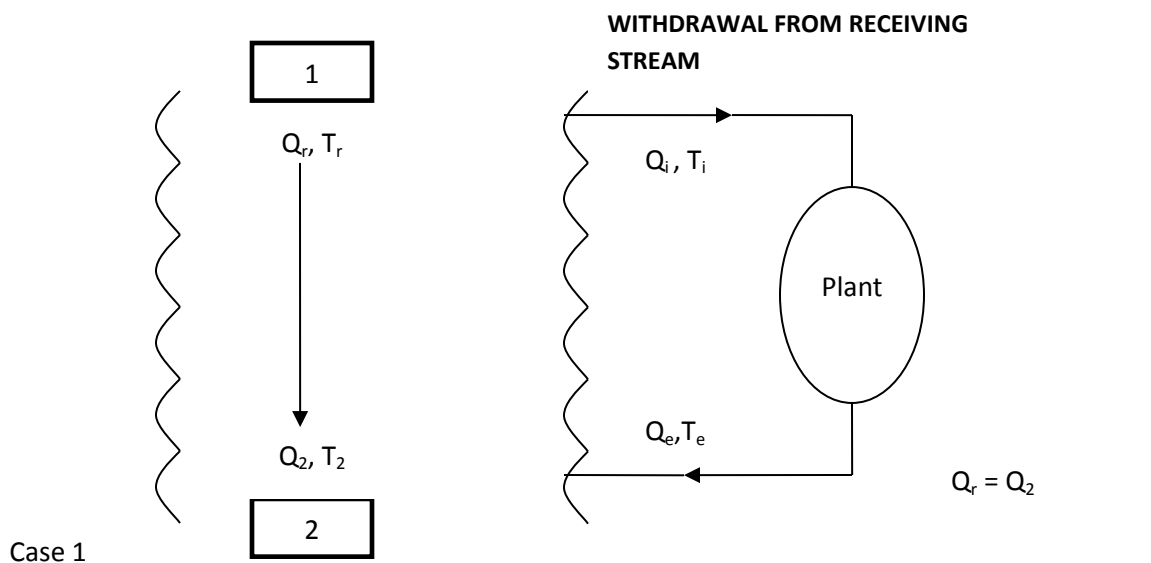 WITHDRAWAL FROM RECEIVING
STREAM
1
Qr, Tr
Qi , Ti
Plant
Qe,Te
Q2, T2
Qr = Q2
2
Case 1